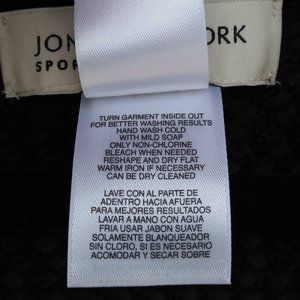 JON ORK
SPOR
TURN GARMENT INSIDE OUT
FOR BETTER WASHING RESULTS
HAND WASH COLD
WITH MILD SOAP
ONLY NON-CHLORINE
BLEACH WHEN NEEDED
RESHAPE AND DRY FLAT
WARM IRON IF NECESSARY
CAN BE DRY CLEANED
LAVE CON AL PARTE DE
ADENTRO HACIA AFUERA
PARA MEJORES RESULTADOS
LAVAR A MANO CON AGUA
FRIA USAR JABON SUAVE
SOLAMENTE BLANQUEAR
SIN CLORO, SI ES NECESARIO
ACOMODAR Y SECAR SOBRE